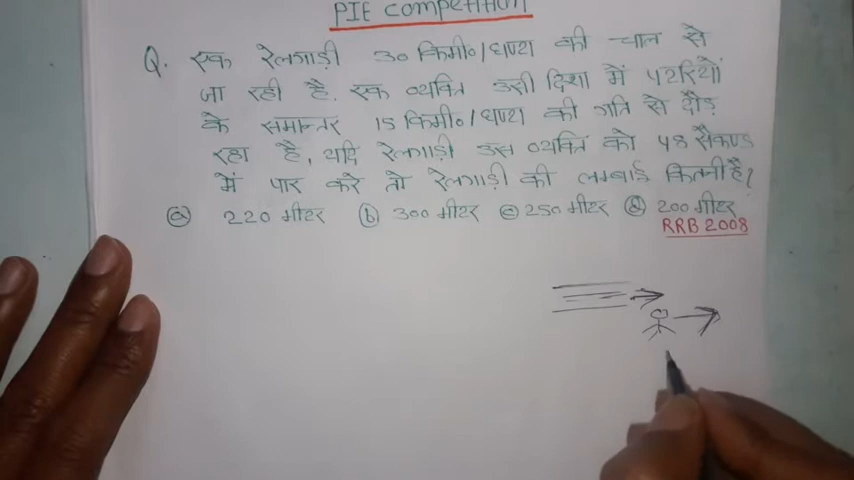 PIE Competition
Q. एक रेलगाड़ी 30 किमी०/घण्टा की चाल से
जा रही है. एक व्यक्ति उसी दिशा में पटरियों
के समान्तर 15 किमी०/घण्टा की गति से दौड़
रहा है, यदि रेलगाड़ी उस व्यक्ति को 48 सैकण्ड
में पार करे तो रेलगाड़ी की लम्बाई कितनी है?
(a) 220 मीटर (b) 300 मीटर (c) 250 मीटर (d) 200 मीटर
RRB 2008